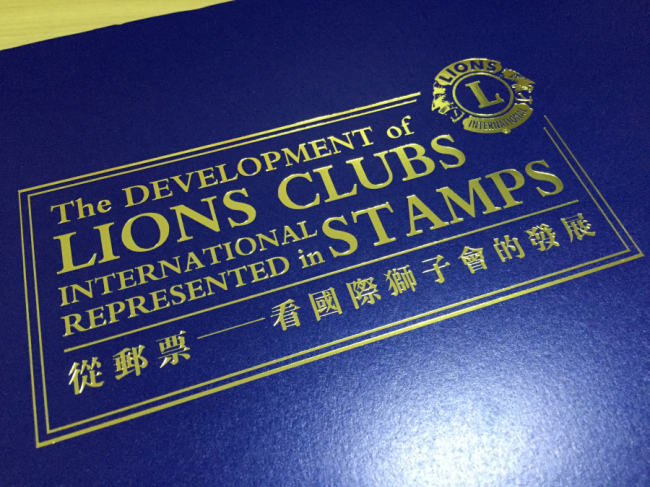 LIONS
L
INTERNATIONAL
The DEVELOPMENT of
LIONS CLUBS
INTERNATIONAL
REPRESENTED in STAMPS
從郵票——看國際獅子會的發展